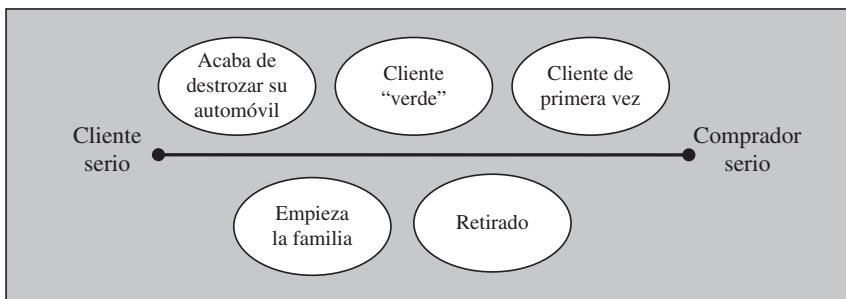 Acaba de
destrozar su
automóvil
Cliente
“verde”
Cliente de
primera vez
Cliente
serio
Comprador
serio
Empieza
la familia
Retirado